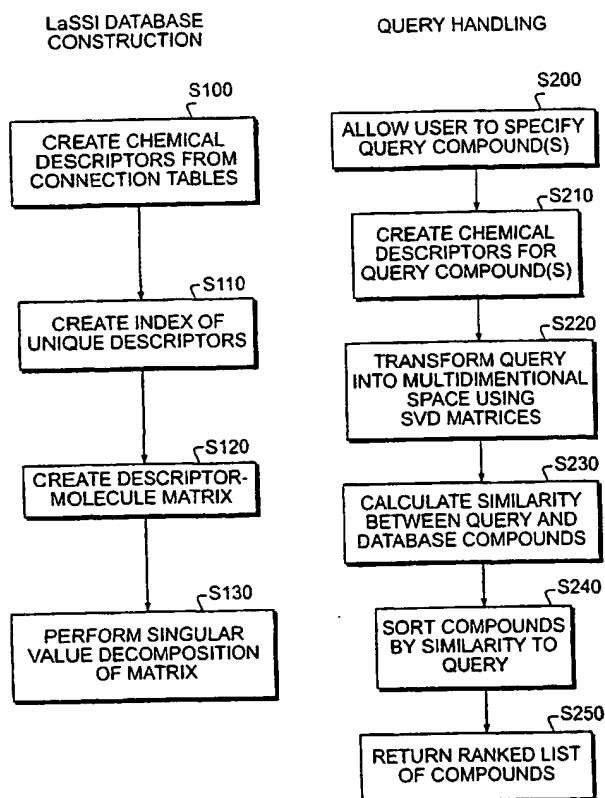 LaSSI DATABASE
CONSTRUCTION
S100
CREATE CHEMICAL
DESCRIPTORS FROM
CONNECTION TABLES
S110
CREATE INDEX OF
UNIQUE DESCRIPTORS
S120
CREATE DESCRIPTOR-
MOLECULE MATRIX
S130
PERFORM SINGULAR
VALUE DECOMPOSITION
OF MATRIX
QUERY HANDLING
S200
ALLOW USER TO SPECIFY
QUERY COMPOUND(S)
S210
CREATE CHEMICAL
DESCRIPTORS FOR
QUERY COMPOUND(S)
S220
TRANSFORM QUERY
INTO MULTIDIMENTIONAL
SPACE USING
SVD MATRICES
S230
CALCULATE SIMILARITY
BETWEEN QUERY AND
DATABASE COMPOUNDS
S240
SORT COMPOUNDS
BY SIMILARITY TO
QUERY
S250
RETURN RANKED LIST
OF COMPOUNDS